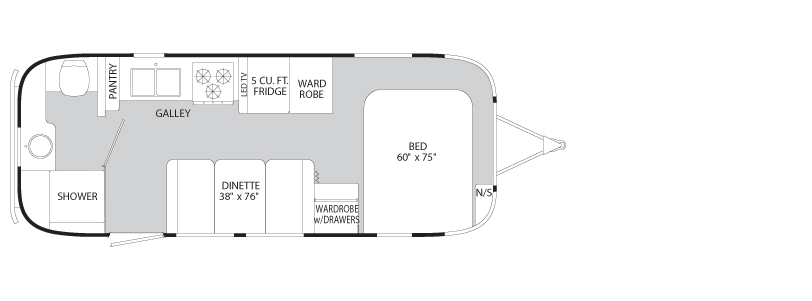 PANTRY
GALLEY
LED TV
5 CU. FT.
FRIDGE
WARD
ROBE
BED
60" x 75"
SHOWER
DINETTE
38" x 76"
WARDROBE
w/DRAWERS
N/S